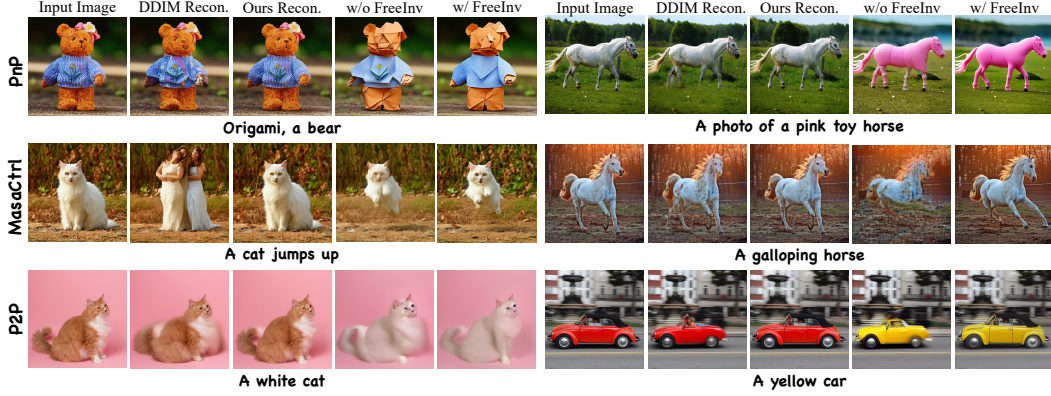 Input Image DDIM Recon. Ours Recon. w/o FreeInv w/ FreeInv Input Image DDIM Recon. Ours Recon. w/o FreeInv w/ FreeInv
PnP
Origami, a bear A photo of a pink toy horse
MasaCtrl
A cat jumps up A galloping horse
P2P
A white cat A yellow car